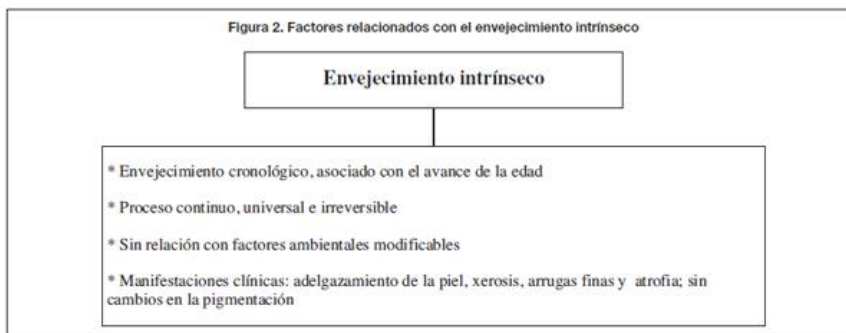 Figura 2. Factores relacionados con el envejecimiento intrínseco
Envejecimiento intrínseco
* Envejecimiento cronológico, asociado con el avance de la edad
* Proceso continuo, universal e irreversible
* Sin relación con factores ambientales modificables
* Manifestaciones clínicas: adelgazamiento de la piel, xerosis, arrugas finas y atrofia; sin
cambios en la pigmentación